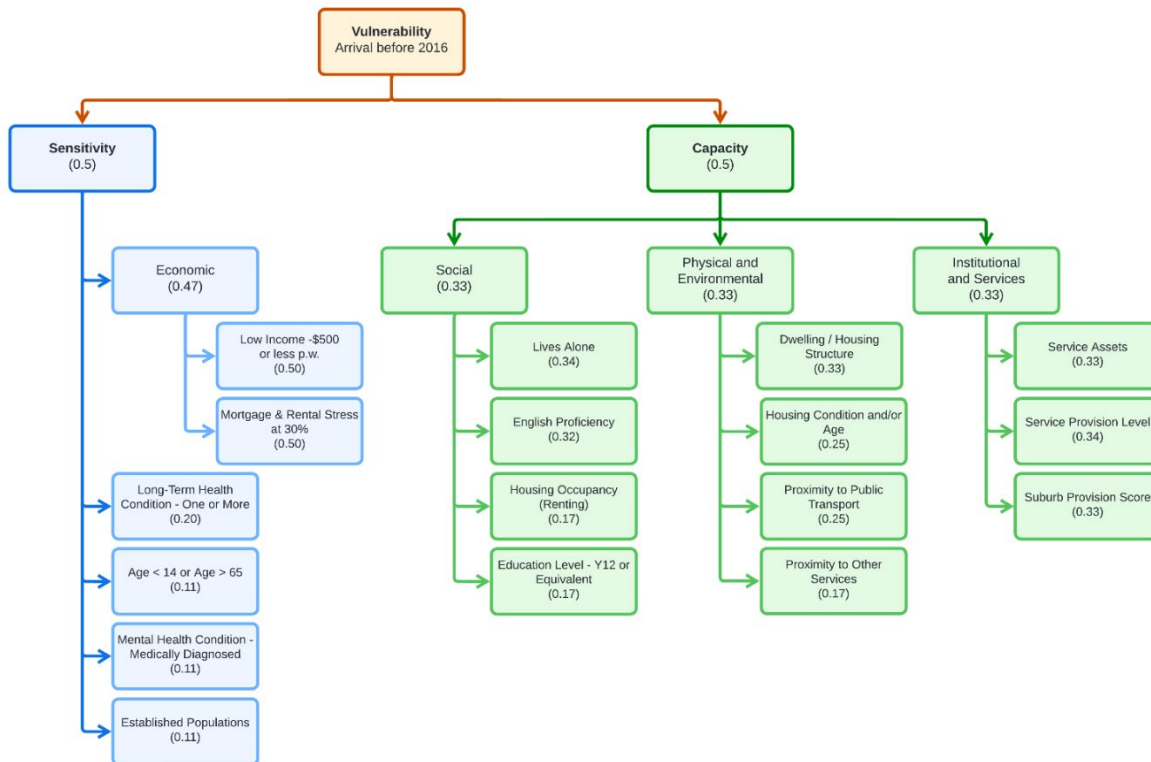 Vulnerability
Arrival before 2016
Sensitivity
(0.5)
Capacity
(0.5)
Economic
(0.47)
Low Income -$500
or less p.w.
(0.50)
Mortgage & Rental Stress
at 30%
(0.50)
Long-Term Health
Condition - One or More
(0.20)
Age < 14 or Age > 65
(0.11)
Mental Health Condition -
Medically Diagnosed
(0.11)
Established Populations
(0.11)
Social
(0.33)
Lives Alone
(0.34)
English Proficiency
(0.32)
Housing Occupancy
(Renting)
(0.17)
Education Level - Y12 or
Equivalent
(0.17)
Physical and
Environmental
(0.33)
Dwelling / Housing
Structure
(0.33)
Housing Condition and/or
Age
(0.25)
Proximity to Public
Transport
(0.25)
Proximity to Other
Services
(0.17)
Institutional
and Services
(0.33)
Service Assets
(0.33)
Service Provision Level
(0.34)
Suburb Provision Score
(0.33)